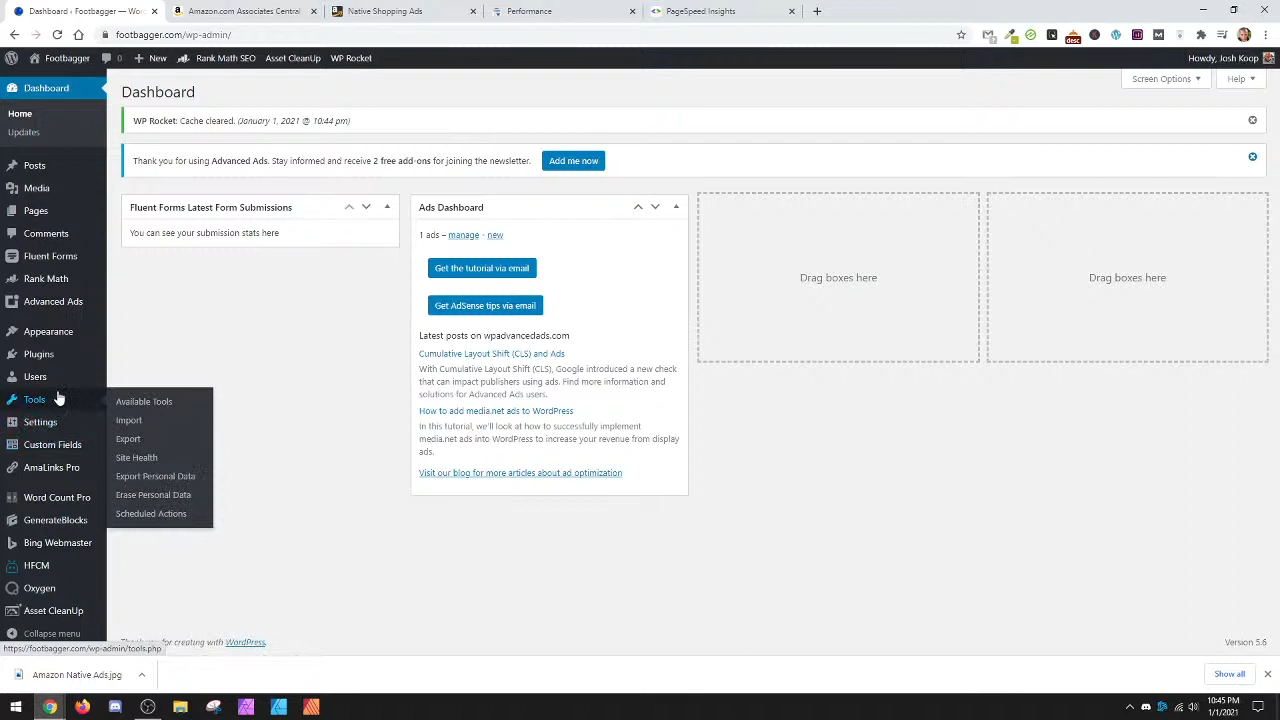 Dashboard ‹ Footbagger — Wor
Amazon.com Associates Central
Native Shopping Ads
Performance
PageSpeed Insights
footbagger.com/wp-admin/
desc
Footbagger
0
New
Rank Math SEO
Asset CleanUp
WP Rocket
Howdy, Josh Koop
Dashboard
Home
Updates
Posts
Media
Pages
Comments
Fluent Forms
Rank Math
Advanced Ads
Appearance
Plugins
Users
Tools
Settings
Custom Fields
AmaLinks Pro
Word Count Pro
GenerateBlocks
Bing Webmaster
HFCM
Oxygen
Asset CleanUp
Collapse menu
Available Tools
Import
Export
Site Health
Export Personal Data
Erase Personal Data
Scheduled Actions
Screen Options
Help
Dashboard
WP Rocket: Cache cleared. (January 1, 2021 @ 10:44 pm)
Thank you for using Advanced Ads. Stay informed and receive 2 free add-ons for joining the newsletter.
Add me now
Fluent Forms Latest Form Submissions
You can see your submission stats here
Ads Dashboard
1 ads – manage - new
Get the tutorial via email
Get AdSense tips via email
Latest posts on wpadvancedads.com
Cumulative Layout Shift (CLS) and Ads
With Cumulative Layout Shift (CLS), Google introduced a new check
that can impact publishers using ads. Find more information and
solutions for Advanced Ads users.
How to add media.net ads to WordPress
In this tutorial, we'll look at how to successfully implement
media.net ads into WordPress to increase your revenue from display
ads.
Visit our blog for more articles about ad optimization
Drag boxes here
Drag boxes here
Thank you for creating with WordPress.
Version 5.6
https://footbagger.com/wp-admin/tools.php
Amazon Native Ads.jpg
Show all
10:45 PM
1/1/2021